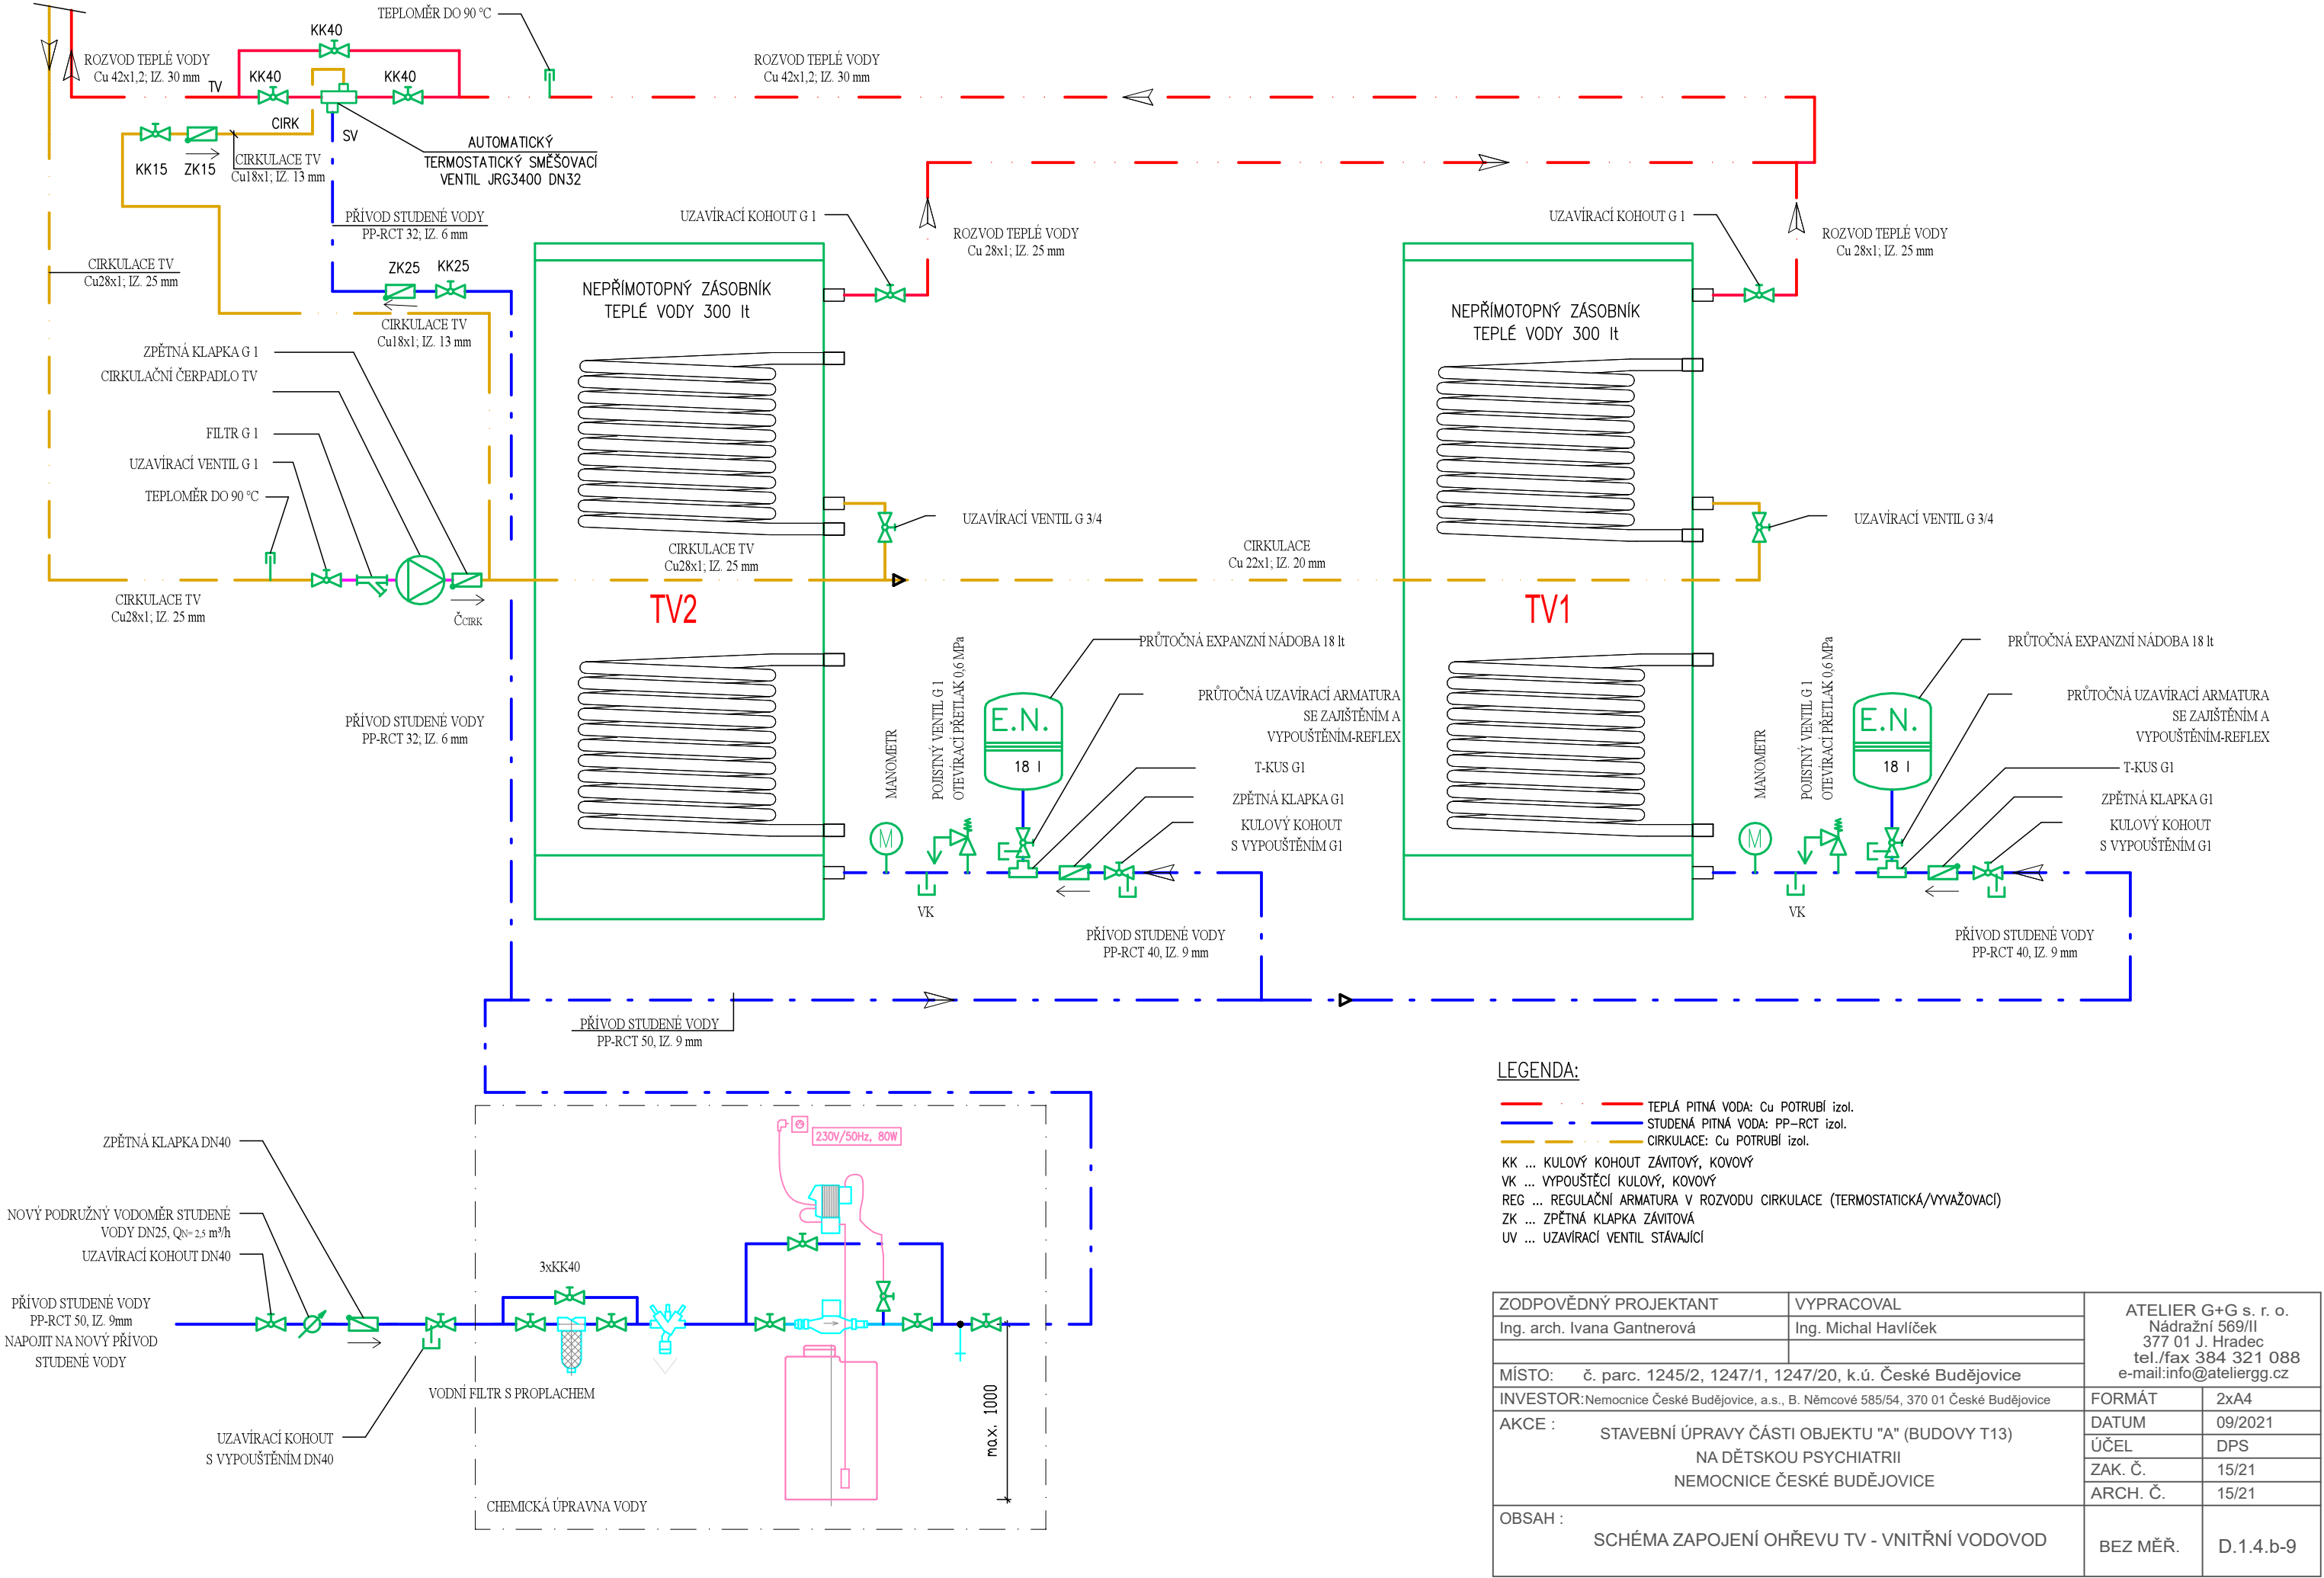 TEPLOMĚR DO 90 °C
KK40
ROZVOD TEPLÉ VODY
Cu 42x1,2; IZ. 30 mm
TV
KK40
KK40
ROZVOD TEPLÉ VODY
Cu 42x1,2; IZ. 30 mm
CIRK
SV
KK15
ZK15
CIRKULACE TV
Cu18x1; IZ. 13 mm
AUTOMATICKÝ
TERMOSTATICKÝ SMĚŠOVACÍ
VENTIL JRG3400 DN32
PŘÍVOD STUDENÉ VODY
PP-RCT 32; IZ. 6 mm
UZAVÍRACÍ KOHOUT G 1
ROZVOD TEPLÉ VODY
Cu 28x1; IZ. 25 mm
UZAVÍRACÍ KOHOUT G 1
ROZVOD TEPLÉ VODY
Cu 28x1; IZ. 25 mm
CIRKULACE TV
Cu28x1; IZ. 25 mm
ZK25
KK25
NEPŘÍMOTOPNÝ ZÁSOBNÍK
TEPLÉ VODY 300 lt
NEPŘÍMOTOPNÝ ZÁSOBNÍK
TEPLÉ VODY 300 lt
CIRKULACE TV
Cu18x1; IZ. 13 mm
ZPĚTNÁ KLAPKA G 1
CIRKULAČNÍ ČERPADLO TV
FILTR G 1
UZAVÍRACÍ VENTIL G 1
TEPLOMĚR DO 90 °C
UZAVÍRACÍ VENTIL G 3/4
UZAVÍRACÍ VENTIL G 3/4
CIRKULACE TV
Cu28x1; IZ. 25 mm
CIRKULACE
Cu 22x1; IZ. 20 mm
CIRKULACE TV
Cu28x1; IZ. 25 mm
ČCIRK
TV2
TV1
PŘÍVOD STUDENÉ VODY
PP-RCT 32; IZ. 6 mm
MANOMETR
POJISTNÝ VENTIL G 1
OTEVÍRACÍ PŘETLAK 0,6 MPa
PRŮTOČNÁ EXPANZNÍ NÁDOBA 18 lt
PRŮTOČNÁ UZAVÍRACÍ ARMATURA
SE ZAJIŠTĚNÍM A
VYPOUŠTĚNÍM-REFLEX
T-KUS G1
ZPĚTNÁ KLAPKA G1
KULOVÝ KOHOUT
S VYPOUŠTĚNÍM G1
E.N.
18 l
M
VK
PŘÍVOD STUDENÉ VODY
PP-RCT 40, IZ. 9 mm
MANOMETR
POJISTNÝ VENTIL G 1
OTEVÍRACÍ PŘETLAK 0,6 MPa
PRŮTOČNÁ EXPANZNÍ NÁDOBA 18 lt
PRŮTOČNÁ UZAVÍRACÍ ARMATURA
SE ZAJIŠTĚNÍM A
VYPOUŠTĚNÍM-REFLEX
T-KUS G1
ZPĚTNÁ KLAPKA G1
KULOVÝ KOHOUT
S VYPOUŠTĚNÍM G1
E.N.
18 l
M
VK
PŘÍVOD STUDENÉ VODY
PP-RCT 40, IZ. 9 mm
PŘÍVOD STUDENÉ VODY
PP-RCT 50, IZ. 9 mm
ZPĚTNÁ KLAPKA DN40
NOVÝ PODRUŽNÝ VODOMĚR STUDENÉ
VODY DN25, QN= 2,5 m³/h
UZAVÍRACÍ KOHOUT DN40
PŘÍVOD STUDENÉ VODY
PP-RCT 50, IZ. 9mm
NAPOJIT NA NOVÝ PŘÍVOD
STUDENÉ VODY
UZAVÍRACÍ KOHOUT
S VYPOUŠTĚNÍM DN40
230V/50Hz, 80W
3xKK40
VODNÍ FILTR S PROPLACHEM
max. 1000
CHEMICKÁ ÚPRAVNA VODY
LEGENDA:
TEPLÁ PITNÁ VODA: Cu POTRUBÍ izol.
STUDENÁ PITNÁ VODA: PP-RCT izol.
CIRKULACE: Cu POTRUBÍ izol.
KK ... KULOVÝ KOHOUT ZÁVITOVÝ, KOVOVÝ
VK ... VYPOUŠTĚCÍ KULOVÝ, KOVOVÝ
REG ... REGULAČNÍ ARMATURA V ROZVODU CIRKULACE (TERMOSTATICKÁ/VYVAŽOVACÍ)
ZK ... ZPĚTNÁ KLAPKA ZÁVITOVÁ
UV ... UZAVÍRACÍ VENTIL STÁVAJÍCÍ
ZODPOVĚDNÝ PROJEKTANT
VYPRACOVAL
Ing. arch. Ivana Gantnerová
Ing. Michal Havlíček
ATELIER G+G s. r. o.
Nádražní 569/II
377 01 J. Hradec
tel./fax 384 321 088
e-mail:info@ateliergg.cz
MÍSTO: č. parc. 1245/2, 1247/1, 1247/20, k.ú. České Budějovice
INVESTOR:Nemocnice České Budějovice, a.s., B. Němcové 585/54, 370 01 České Budějovice
FORMÁT 2xA4
AKCE : STAVEBNÍ ÚPRAVY ČÁSTI OBJEKTU "A" (BUDOVY T13)
NA DĚTSKOU PSYCHIATRII
NEMOCNICE ČESKÉ BUDĚJOVICE
DATUM 09/2021
ÚČEL DPS
ZAK. Č. 15/21
ARCH. Č. 15/21
OBSAH :
SCHÉMA ZAPOJENÍ OHŘEVU TV - VNITŘNÍ VODOVOD
BEZ MĚŘ. D.1.4.b-9